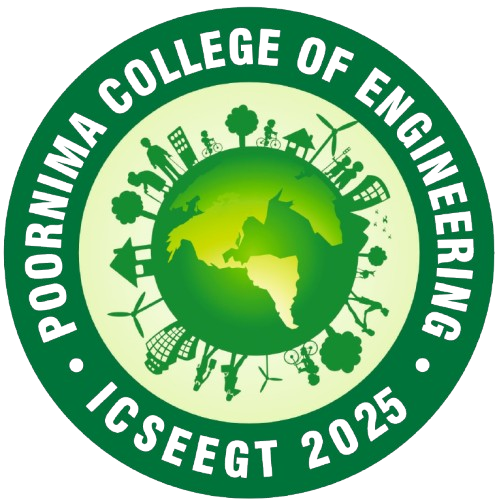 POORNIMA COLLEGE OF ENGINEERING
ICSEEGT 2025